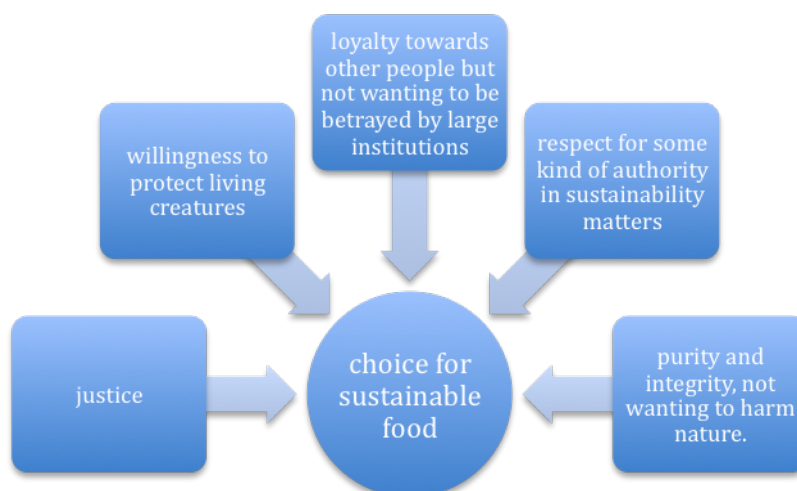 loyalty towards
other people but
not wanting to be
betrayed by large
institutions
willingness to
protect living
creatures
respect for some
kind of authority
in sustainability
matters
justice
choice for
sustainable
food
purity and
integrity, not
wanting to harm
nature.